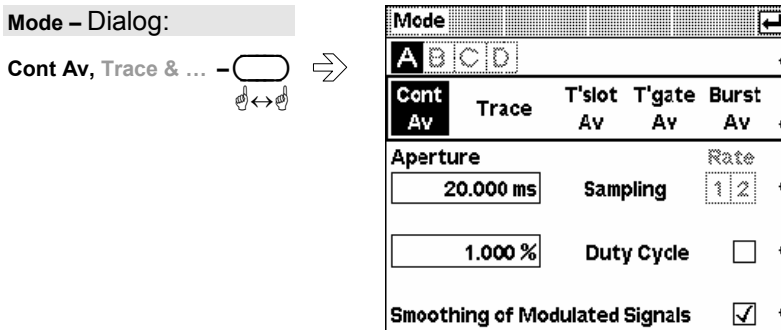 Mode – Dialog:
Cont Av, Trace & … –
Mode
A B C D
Cont Av Trace T'slot Av T'gate Av Burst Av
Aperture Rate
20.000 ms Sampling 1 2
1.000 % Duty Cycle
Smoothing of Modulated Signals